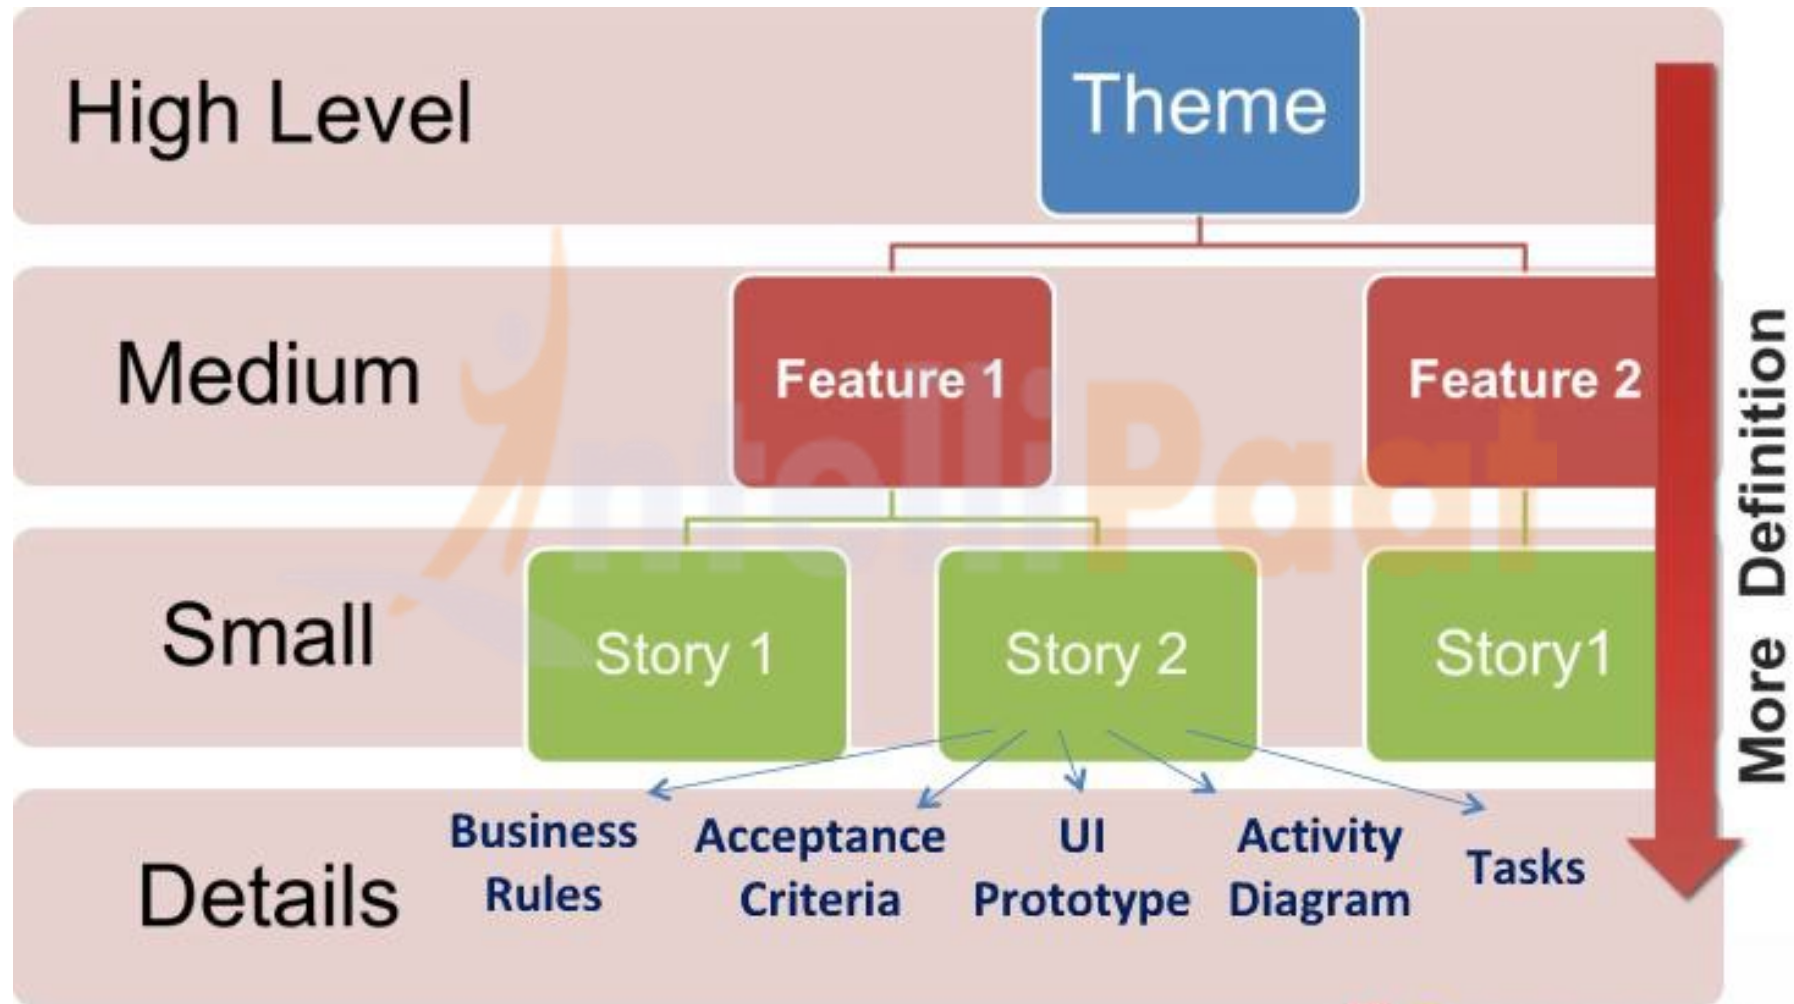 High Level
Theme
Medium
Feature 1
Feature 2
Small
Story 1
Story 2
Story1
Details
Business
Rules
Acceptance
Criteria
UI
Prototype
Activity
Diagram
Tasks
More Definition
IntelliPaat